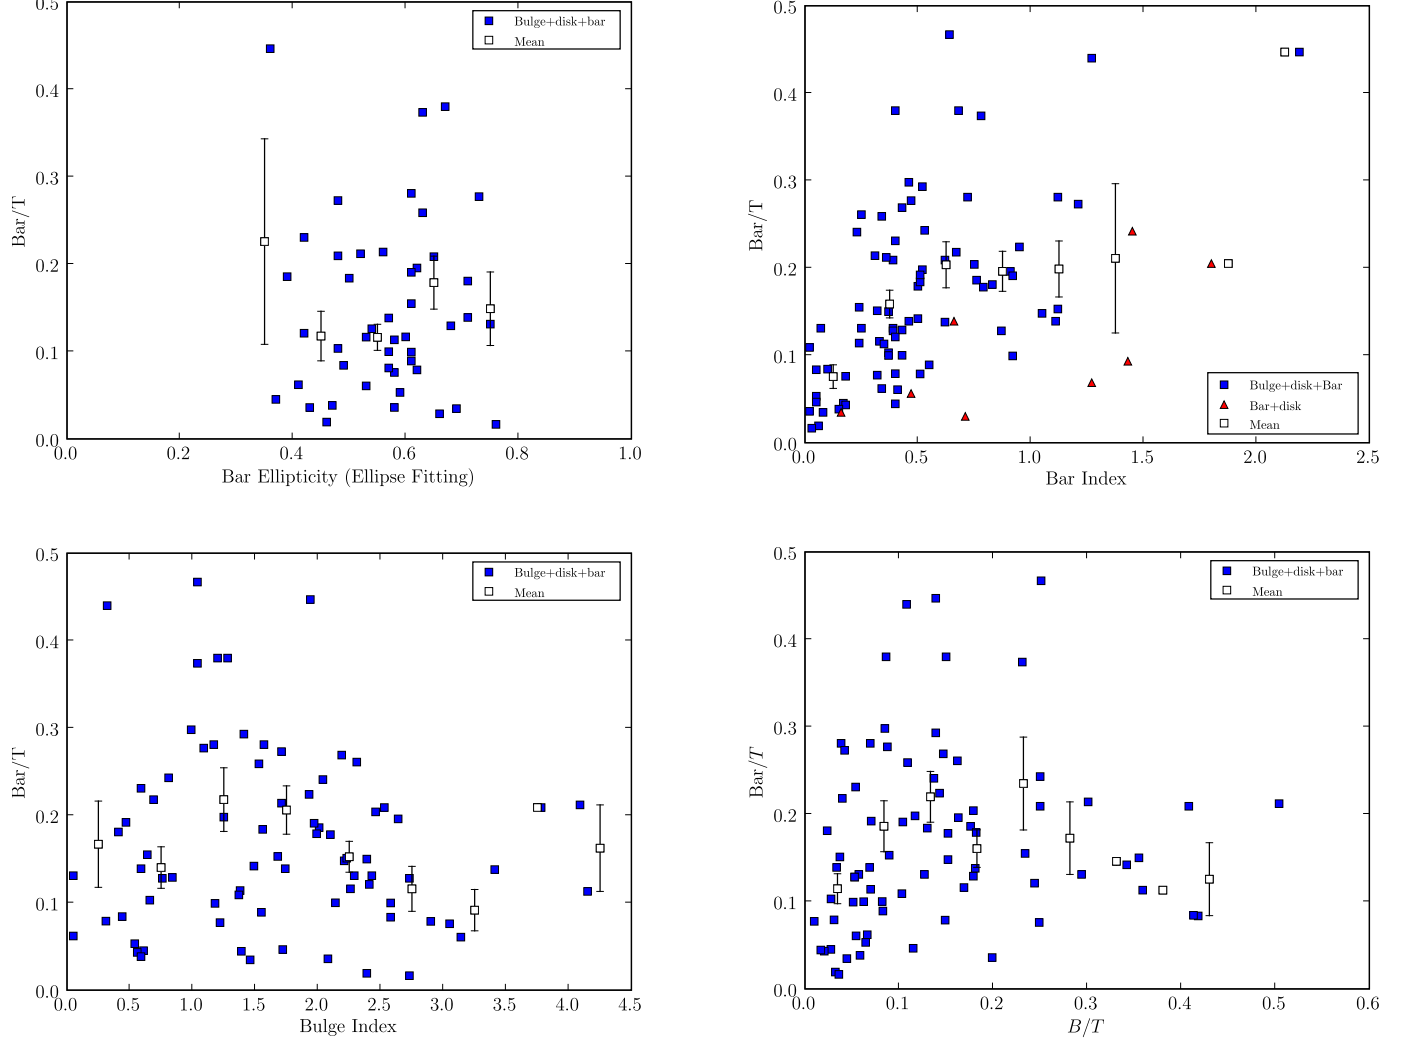 0.5
0.4
0.3
0.2
0.1
0.0
Bar/T
Bulge+disk+bar
Mean
0.0 0.2 0.4 0.6 0.8 1.0
Bar Ellipticity (Ellipse Fitting)
0.5
0.4
0.3
0.2
0.1
0.0
Bar/T
Bulge+disk+Bar
Bar+disk
Mean
0.0 0.5 1.0 1.5 2.0 2.5
Bar Index
0.5
0.4
0.3
0.2
0.1
0.0
Bar/T
Bulge+disk+bar
Mean
0.0 0.5 1.0 1.5 2.0 2.5 3.0 3.5 4.0 4.5
Bulge Index
0.5
0.4
0.3
0.2
0.1
0.0
Bar/T
Bulge+disk+bar
Mean
0.0 0.1 0.2 0.3 0.4 0.5 0.6
B/T